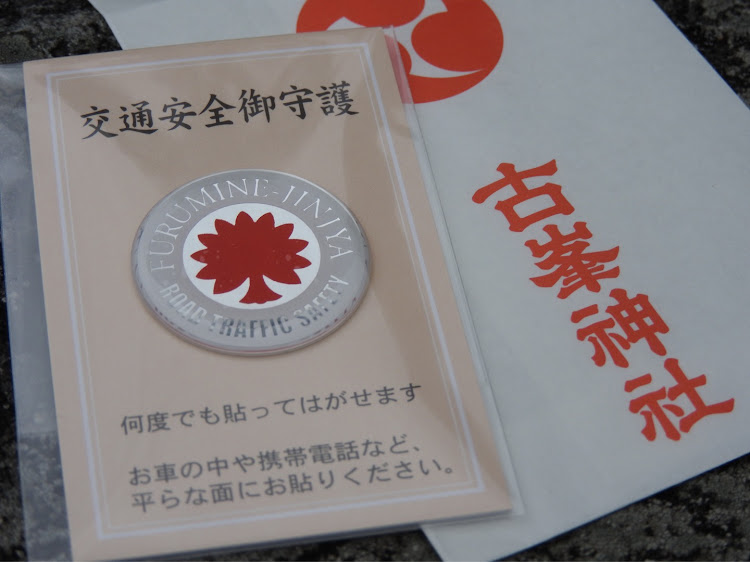 交通安全御守護
FURUMINE-JINJYA
ROAD TRAFFIC SAFETY
何度でも貼ってはがせます
お車の中や携帯電話など、
平らな面にお貼りください。
古峯神社